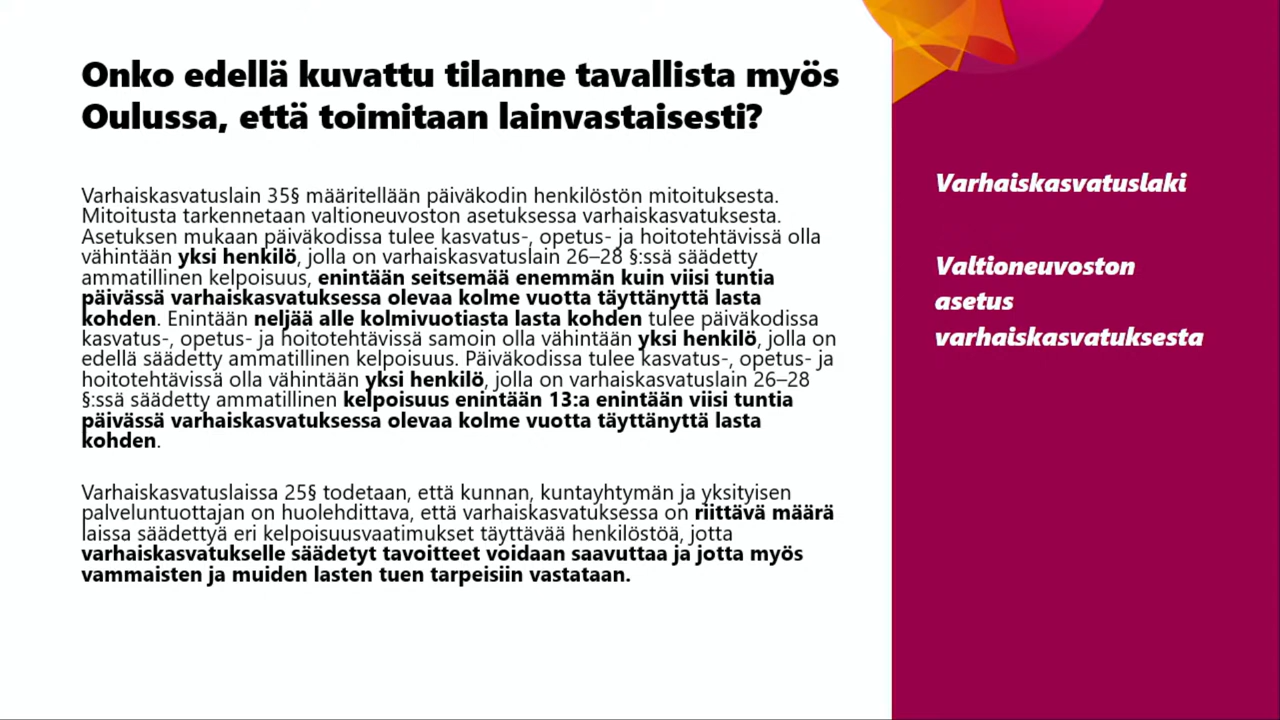 Onko edellä kuvattu tilanne tavallista myös
Oulussa, että toimitaan lainvastaisesti?
Varhaiskasvatuslain 35§ määritellään päiväkodin henkilöstön mitoituksesta.
Mitoitusta tarkennetaan valtioneuvoston asetuksessa varhaiskasvatuksesta.
Asetuksen mukaan päiväkodissa tulee kasvatus-, opetus- ja hoitotehtävissä olla
vähintään yksi henkilö, jolla on varhaiskasvatuslain 26–28 §:ssä säädetty
ammatillinen kelpoisuus, enintään seitsemää enemmän kuin viisi tuntia
päivässä varhaiskasvatuksessa olevaa kolme vuotta täyttänyttä lasta
kohden. Enintään neljää alle kolmivuotiasta lasta kohden tulee päiväkodissa
kasvatus-, opetus- ja hoitotehtävissä samoin olla vähintään yksi henkilö, jolla on
edellä säädetty ammatillinen kelpoisuus. Päiväkodissa tulee kasvatus-, opetus- ja
hoitotehtävissä olla vähintään yksi henkilö, jolla on varhaiskasvatuslain 26–28
§:ssä säädetty ammatillinen kelpoisuus enintään 13:a enintään viisi tuntia
päivässä varhaiskasvatuksessa olevaa kolme vuotta täyttänyttä lasta
kohden.
Varhaiskasvatuslaissa 25§ todetaan, että kunnan, kuntayhtymän ja yksityisen
palveluntuottajan on huolehdittava, että varhaiskasvatuksessa on riittävä määrä
laissa säädettyä eri kelpoisuusvaatimukset täyttävää henkilöstöä, jotta
varhaiskasvatukselle säädetyt tavoitteet voidaan saavuttaa ja jotta myös
vammaisten ja muiden lasten tuen tarpeisiin vastataan.
Varhaiskasvatuslaki
Valtioneuvoston
asetus
varhaiskasvatuksesta